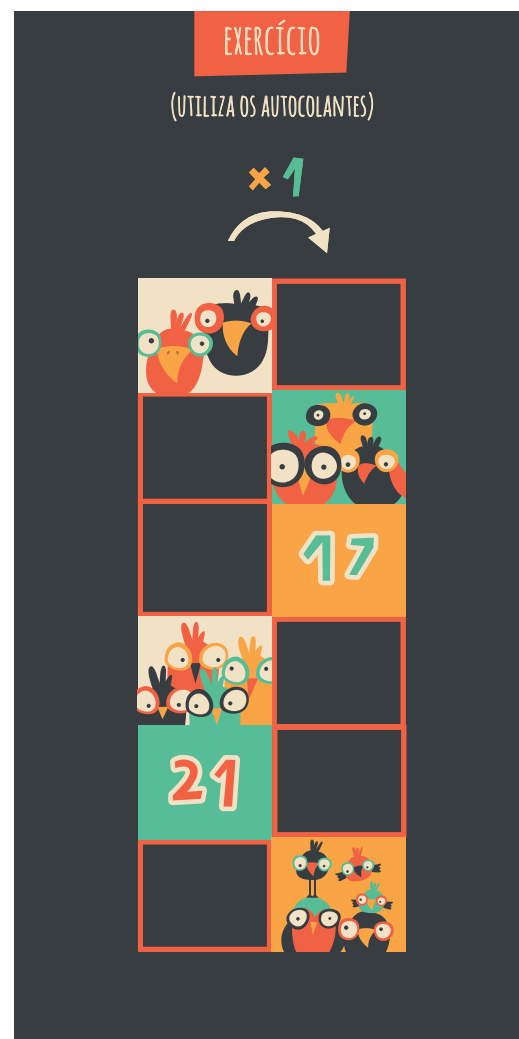 EXERCÍCIO
(UTILIZA OS AUTOCOLANTES)
× 1
17
21